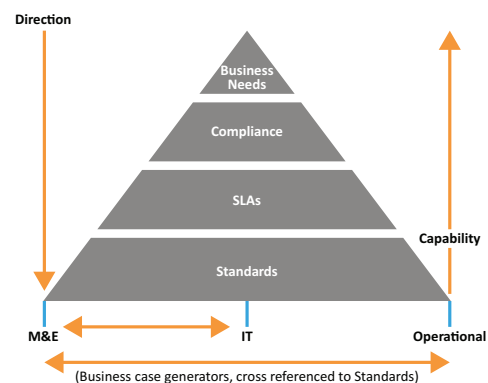 Direction
Business
Needs
Compliance
SLAs
Capability
Standards
M&E
IT
Operational
(Business case generators, cross referenced to Standards)